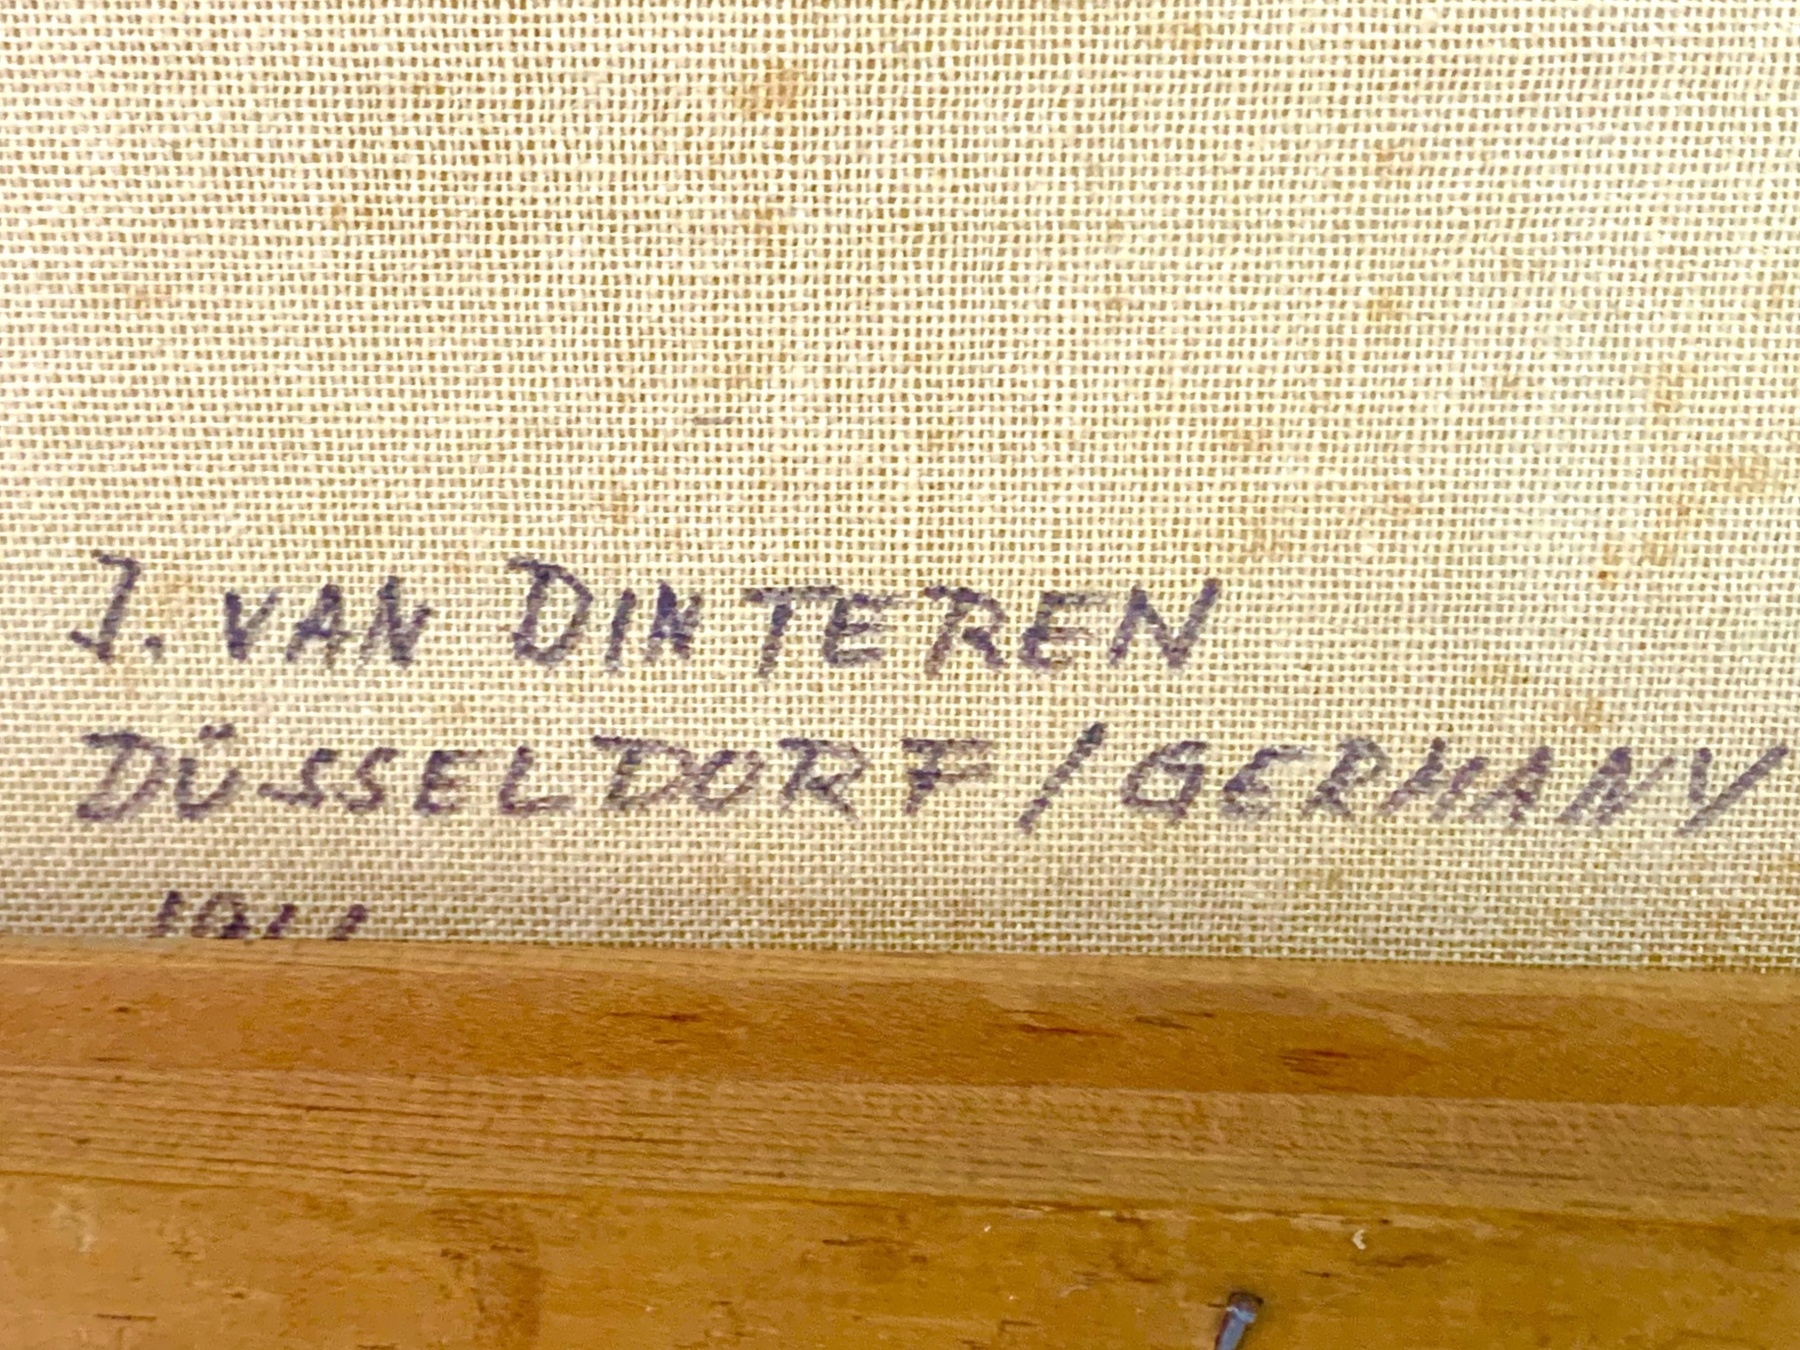 J. VAN DINTEREN
DÜSSELDORF/GERMANY